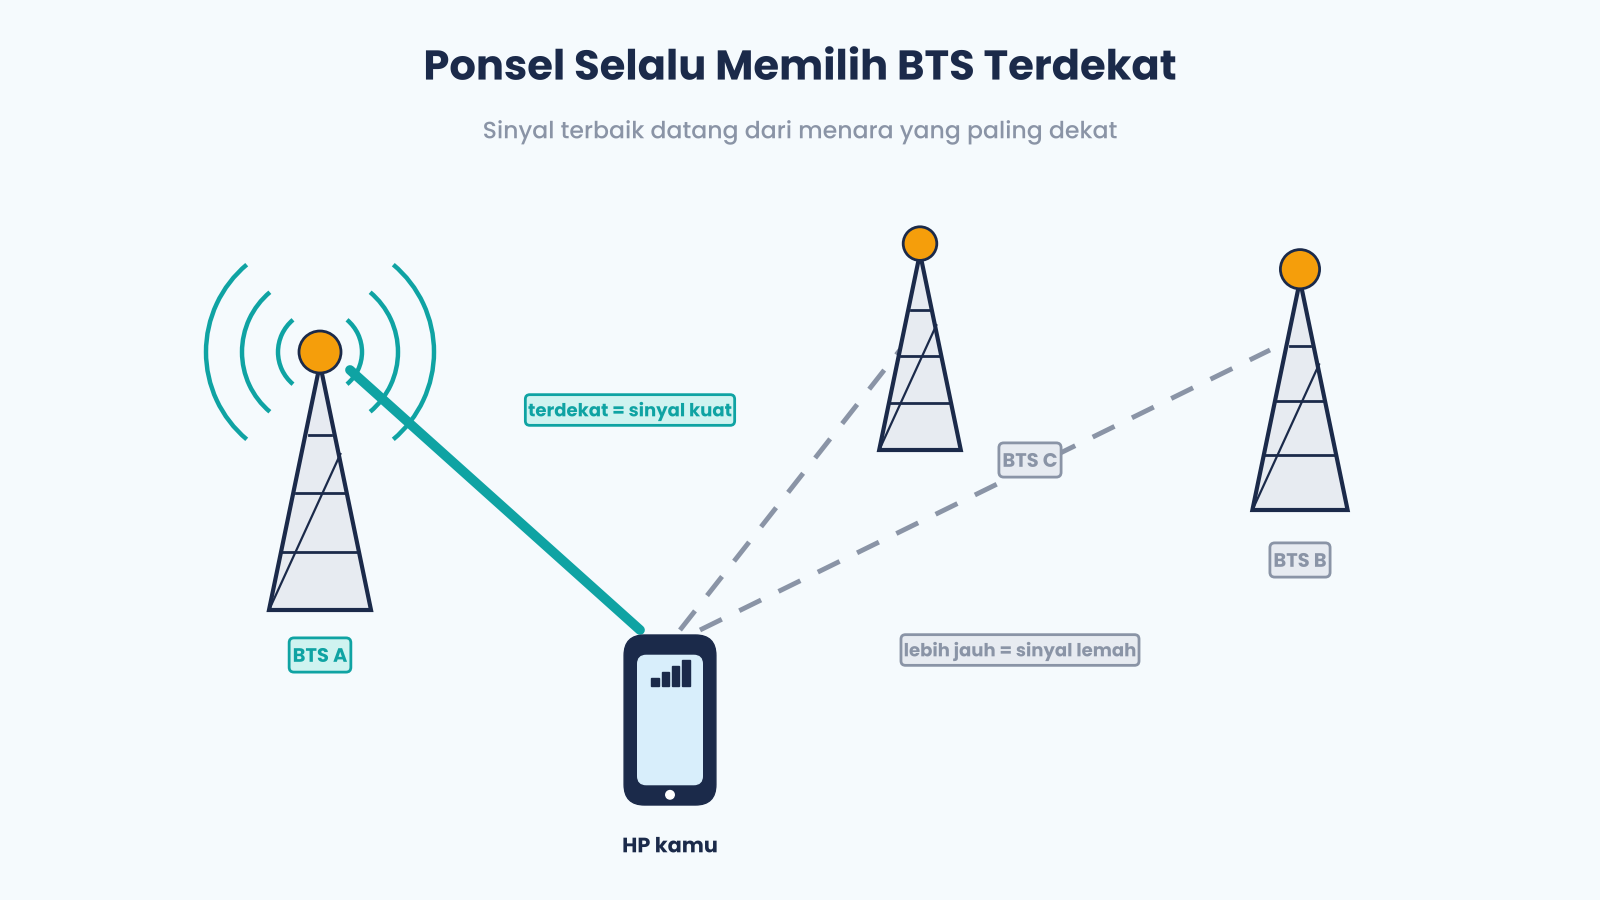 Ponsel Selalu Memilih BTS Terdekat
Sinyal terbaik datang dari menara yang paling dekat
terdekat = sinyal kuat
BTS C
BTS B
BTS A
lebih jauh = sinyal lemah
HP kamu